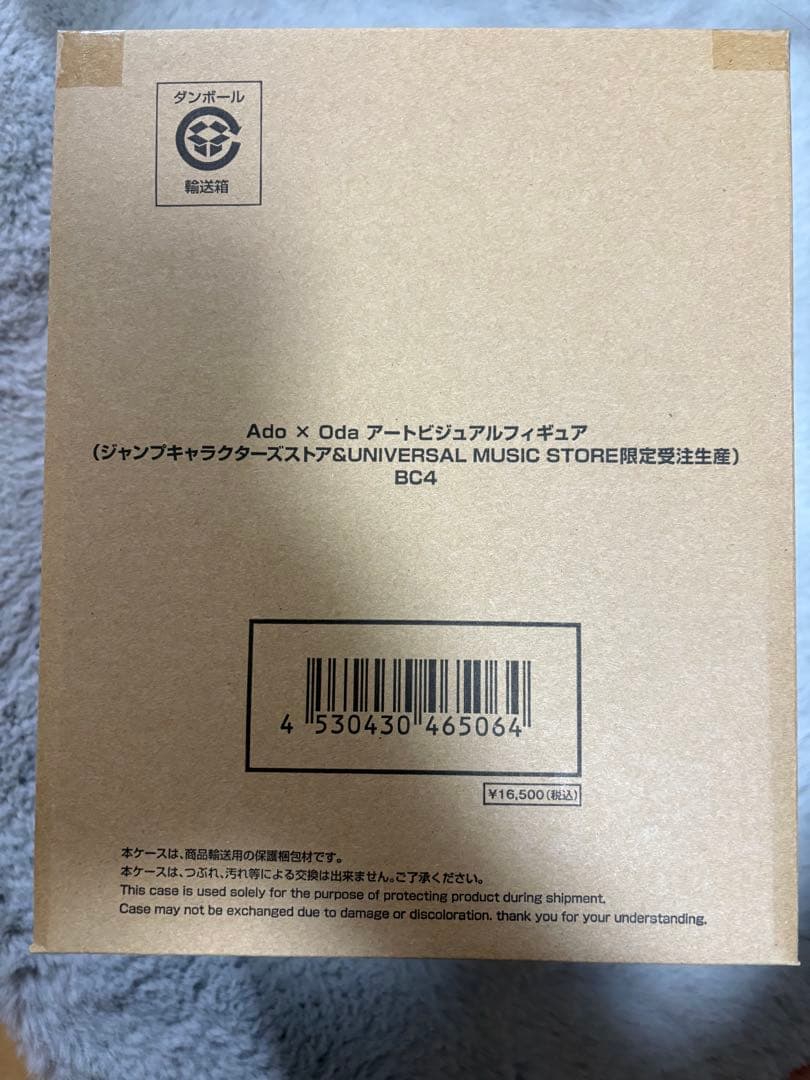 ダンボール
輸送箱
Ado × Oda アートビジュアルフィギュア
(ジャンプキャラクターズストア&UNIVERSAL MUSIC STORE限定受注生産)
BC4
4 530430 465064
¥16,500(税込)
本ケースは、商品輸送用の保護梱包材です。
本ケースは、つぶれ、汚れ等による交換は出来ません。ご了承ください。
This case is used solely for the purpose of protecting product during shipment.
Case may not be exchanged due to damage or discoloration. thank you for your understanding.